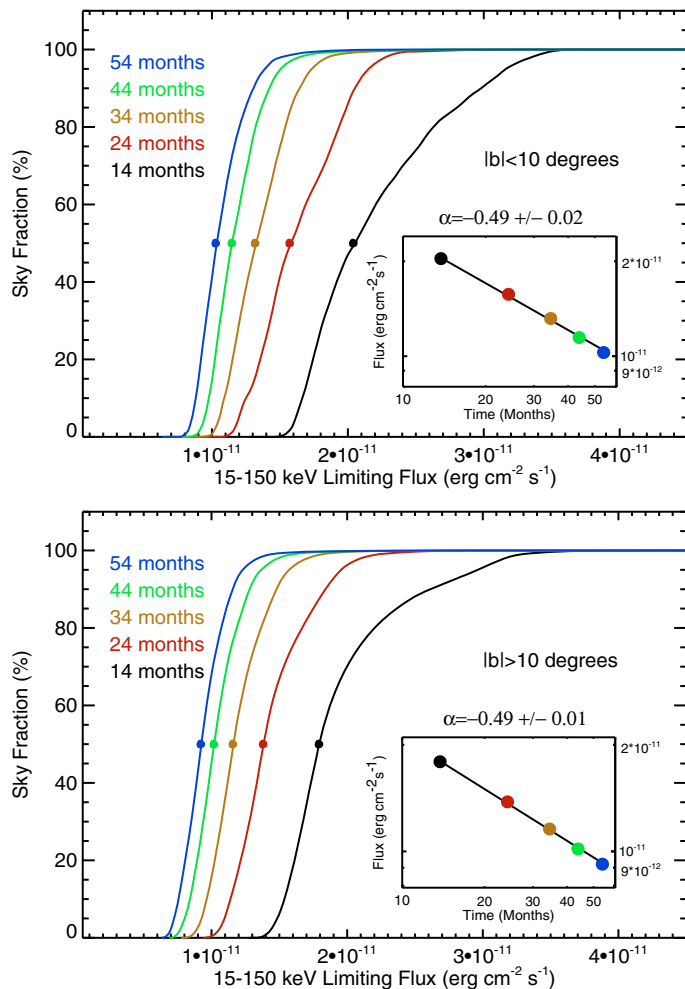 100
80
60
40
20
0
Sky Fraction (%)
54 months
44 months
34 months
24 months
14 months
|b|<10 degrees
α=−0.49 +/− 0.02
Flux (erg cm⁻²s⁻¹)
2*10⁻¹¹
10⁻¹¹
9*10⁻¹²
10 20 30 40 50
Time (Months)
1•10⁻¹¹ 2•10⁻¹¹ 3•10⁻¹¹ 4•10⁻¹¹
15-150 keV Limiting Flux (erg cm⁻² s⁻¹)
100
80
60
40
20
0
Sky Fraction (%)
54 months
44 months
34 months
24 months
14 months
|b|>10 degrees
α=−0.49 +/− 0.01
Flux (erg cm⁻²s⁻¹)
2*10⁻¹¹
10⁻¹¹
9*10⁻¹²
10 20 30 40 50
Time (Months)
1•10⁻¹¹ 2•10⁻¹¹ 3•10⁻¹¹ 4•10⁻¹¹
15-150 keV Limiting Flux (erg cm⁻² s⁻¹)